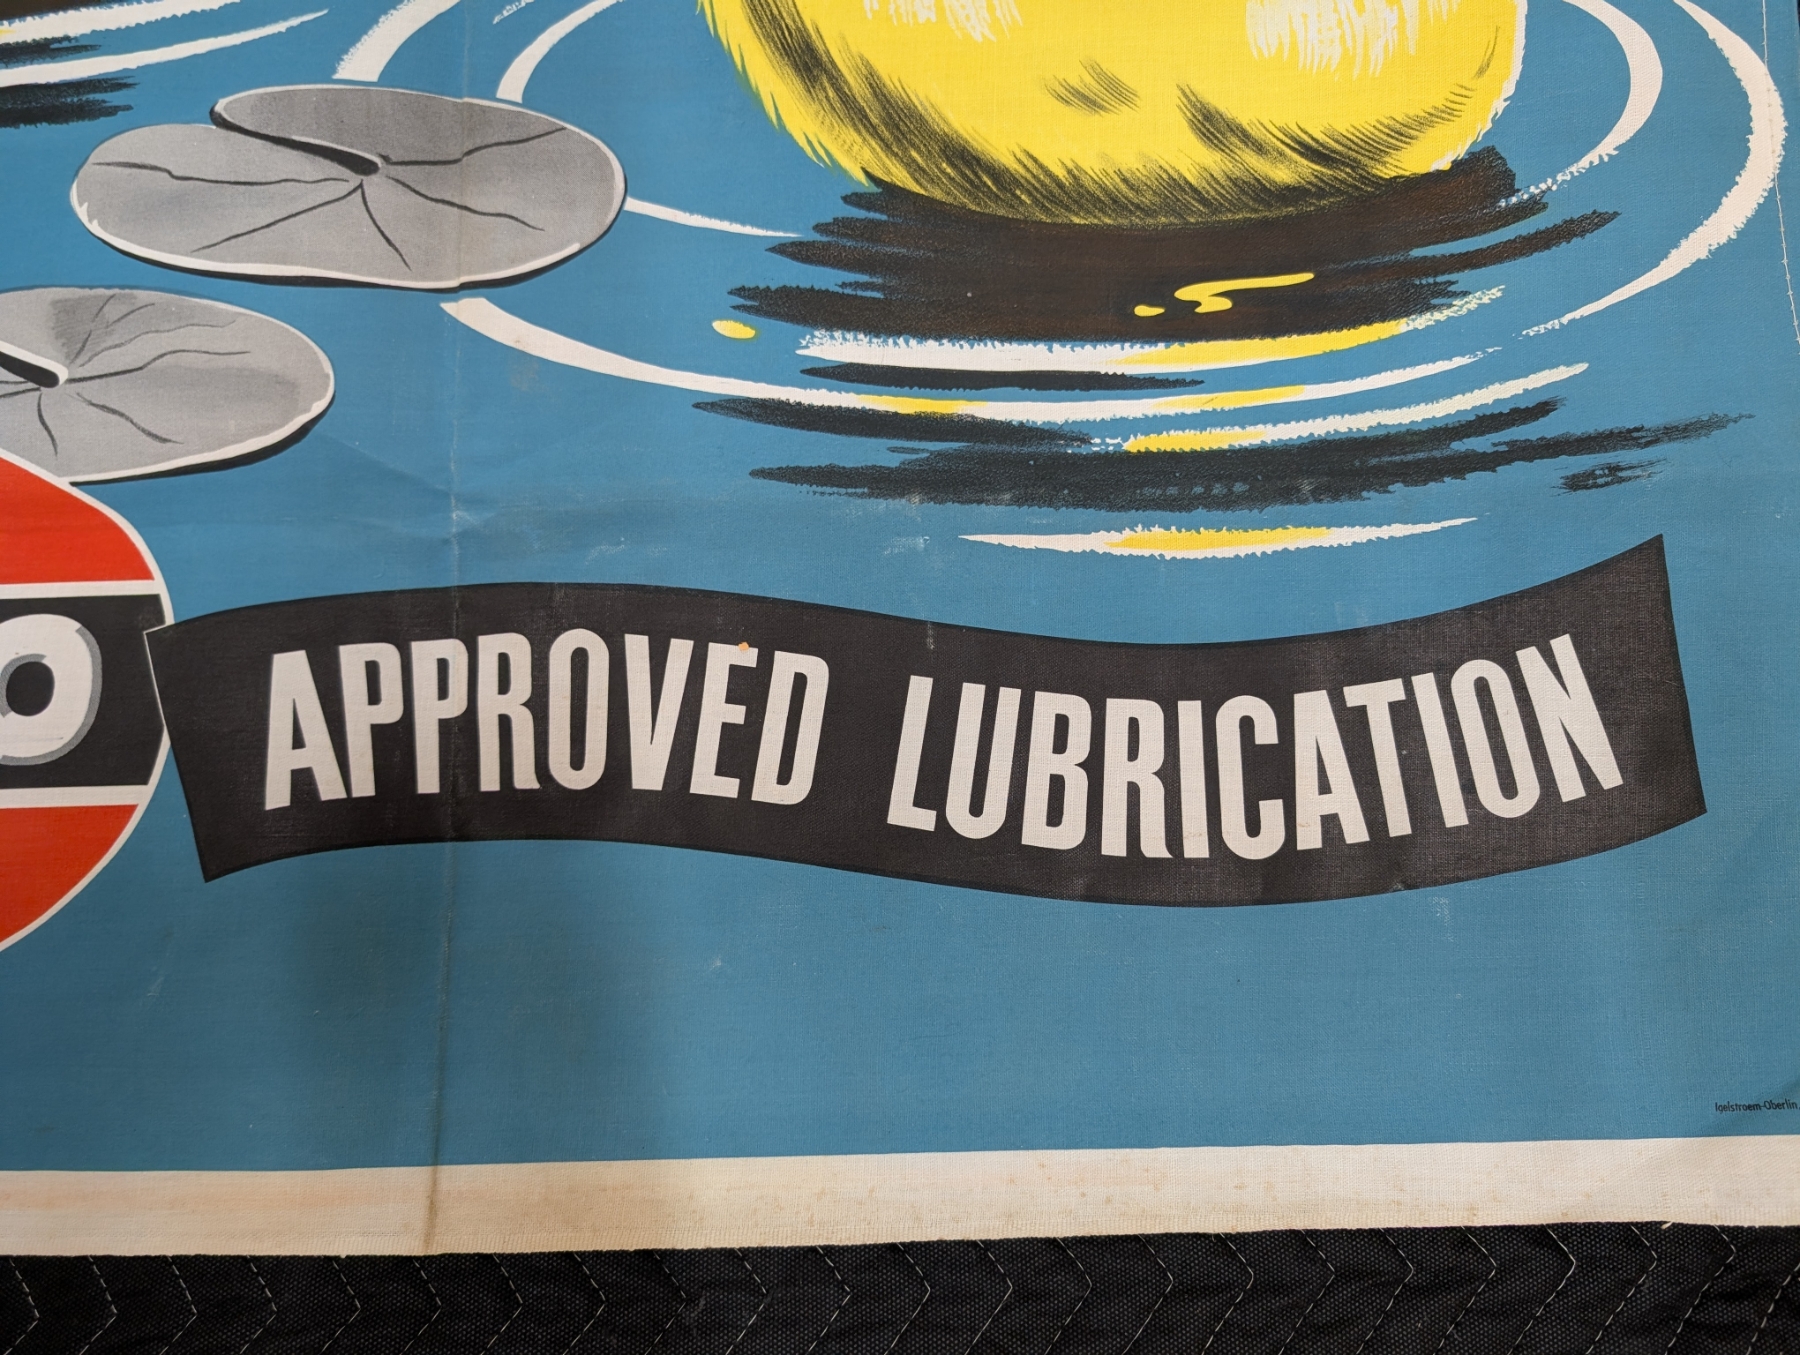 O
APPROVED LUBRICATION
Igelstroem-Oberlin